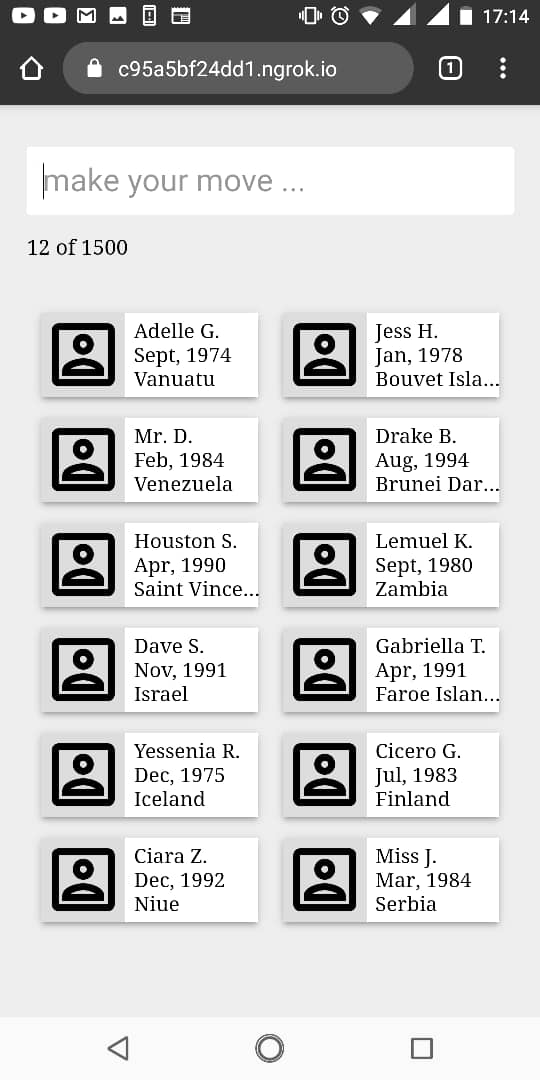 17:14
c95a5bf24dd1.ngrok.io
1
make your move ...
12 of 1500
Adelle G.
Sept, 1974
Vanuatu
Jess H.
Jan, 1978
Bouvet Isla...
Mr. D.
Feb, 1984
Venezuela
Drake B.
Aug, 1994
Brunei Dar...
Houston S.
Apr, 1990
Saint Vince...
Lemuel K.
Sept, 1980
Zambia
Dave S.
Nov, 1991
Israel
Gabriella T.
Apr, 1991
Faroe Islan...
Yessenia R.
Dec, 1975
Iceland
Cicero G.
Jul, 1983
Finland
Ciara Z.
Dec, 1992
Niue
Miss J.
Mar, 1984
Serbia